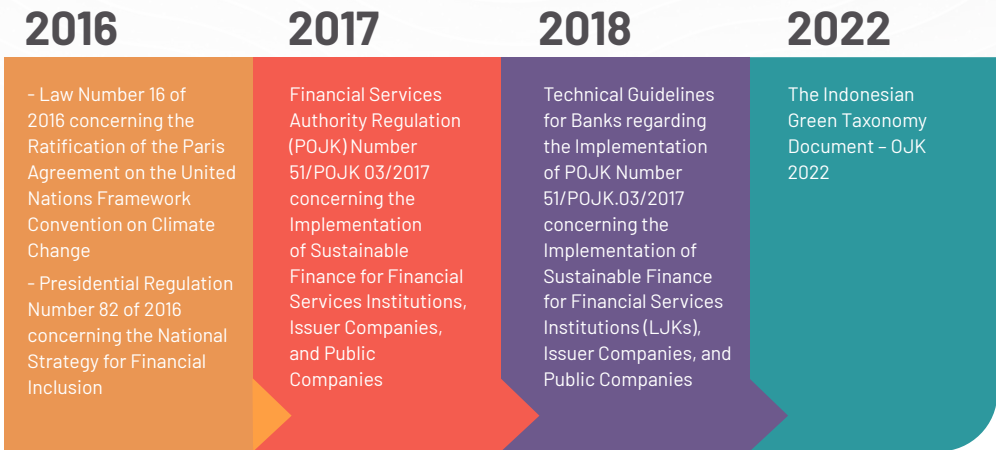 2016
- Law Number 16 of
2016 concerning the
Ratification of the Paris
Agreement on the United
Nations Framework
Convention on Climate
Change
- Presidential Regulation
Number 82 of 2016
concerning the National
Strategy for Financial
Inclusion
2017
Financial Services
Authority Regulation
(POJK) Number
51/POJK 03/2017
concerning the
Implementation
of Sustainable
Finance for Financial
Services Institutions,
Issuer Companies,
and Public
Companies
2018
Technical Guidelines
for Banks regarding
the Implementation
of POJK Number
51/POJK.03/2017
concerning the
Implementation of
Sustainable Finance
for Financial Services
Institutions (LJKs),
Issuer Companies, and
Public Companies
2022
The Indonesian
Green Taxonomy
Document – OJK
2022